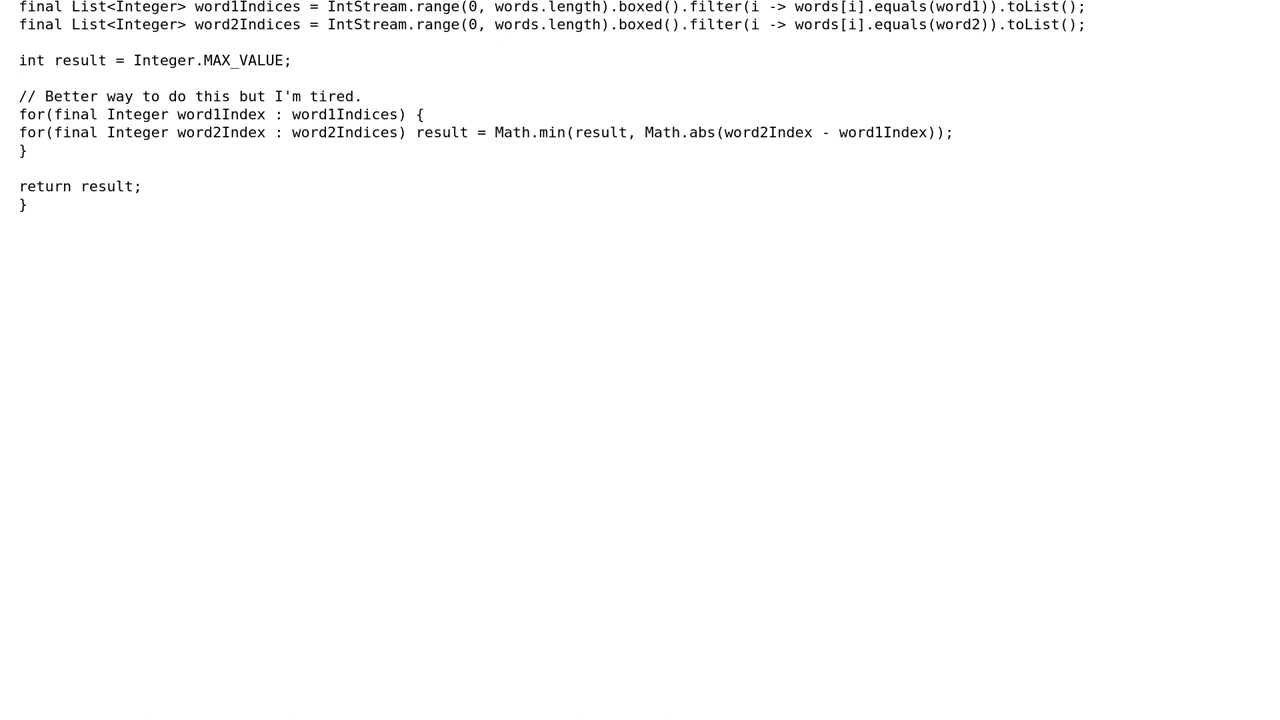 final List<Integer> word1Indices = IntStream.range(0, words.length).boxed().filter(i -> words[i].equals(word1)).toList();
final List<Integer> word2Indices = IntStream.range(0, words.length).boxed().filter(i -> words[i].equals(word2)).toList();

int result = Integer.MAX_VALUE;

// Better way to do this but I'm tired.
for(final Integer word1Index : word1Indices) {
for(final Integer word2Index : word2Indices) result = Math.min(result, Math.abs(word2Index - word1Index));
}

return result;
}